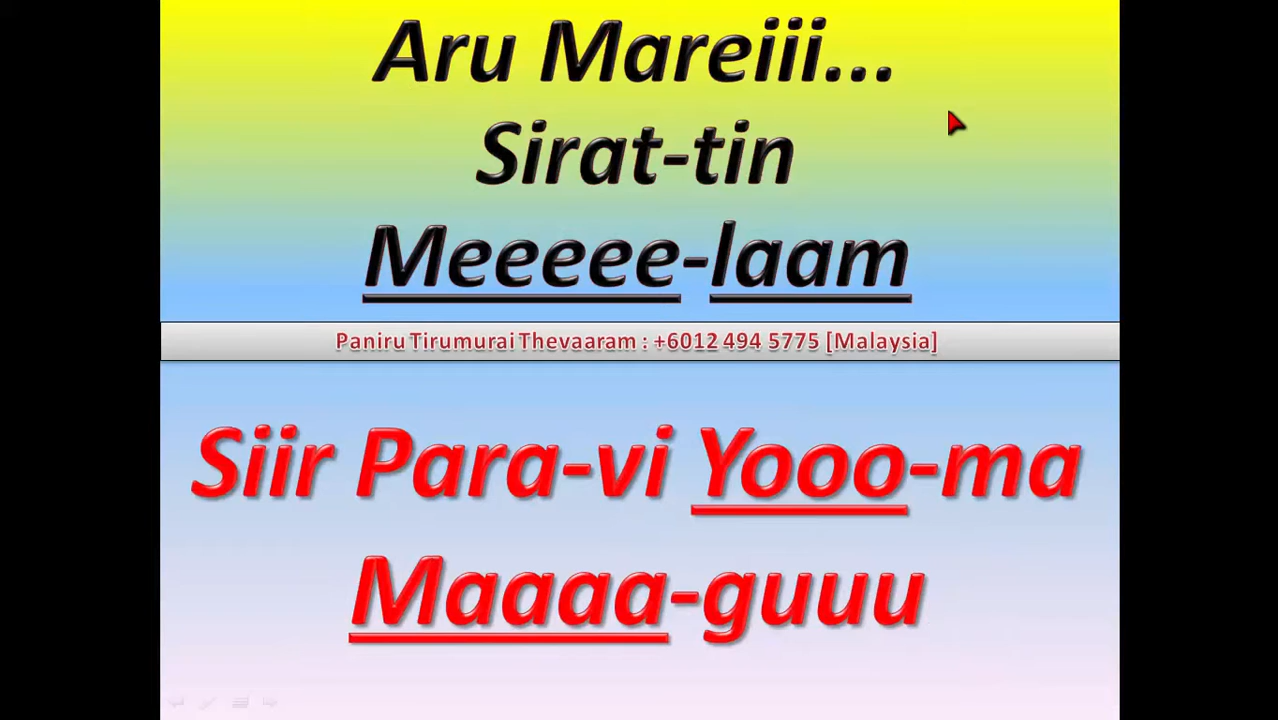 Aru Mareiii...
Sirat-tin
Meeeee-laam
Paniru Tirumurai Thevaaram : +6012 494 5775 [Malaysia]
Siir Para-vi Yooo-ma
Maaaa-guuu